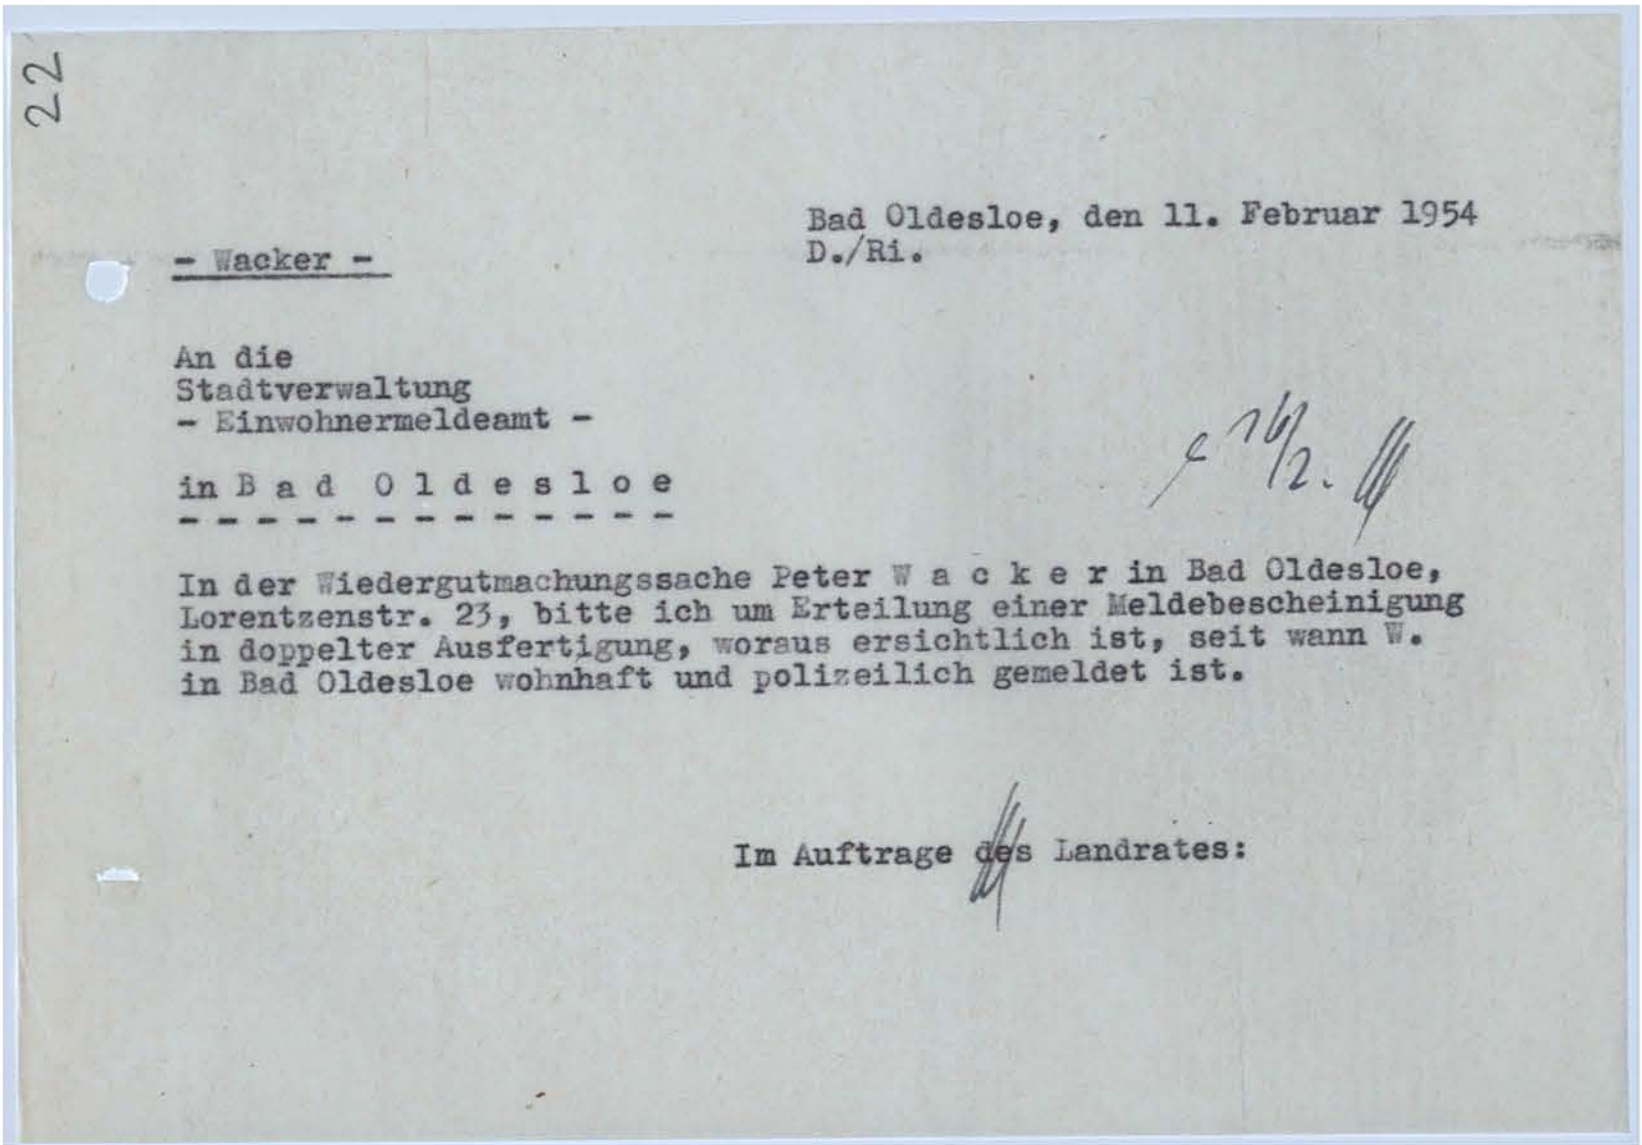 22
Bad Oldesloe, den 11. Februar 1954
D./Ri.
- Wacker -
An die
Stadtverwaltung
- Einwohnermeldeamt -
in B a d   O l d e s l o e
- - - - - - - - - - - - -
16/2.
In der Wiedergutmachungssache Peter W a c k e r in Bad Oldesloe,
Lorentzenstr. 23, bitte ich um Erteilung einer Meldebescheinigung
in doppelter Ausfertigung, woraus ersichtlich ist, seit wann W.
in Bad Oldesloe wohnhaft und polizeilich gemeldet ist.
Im Auftrage des Landrates: